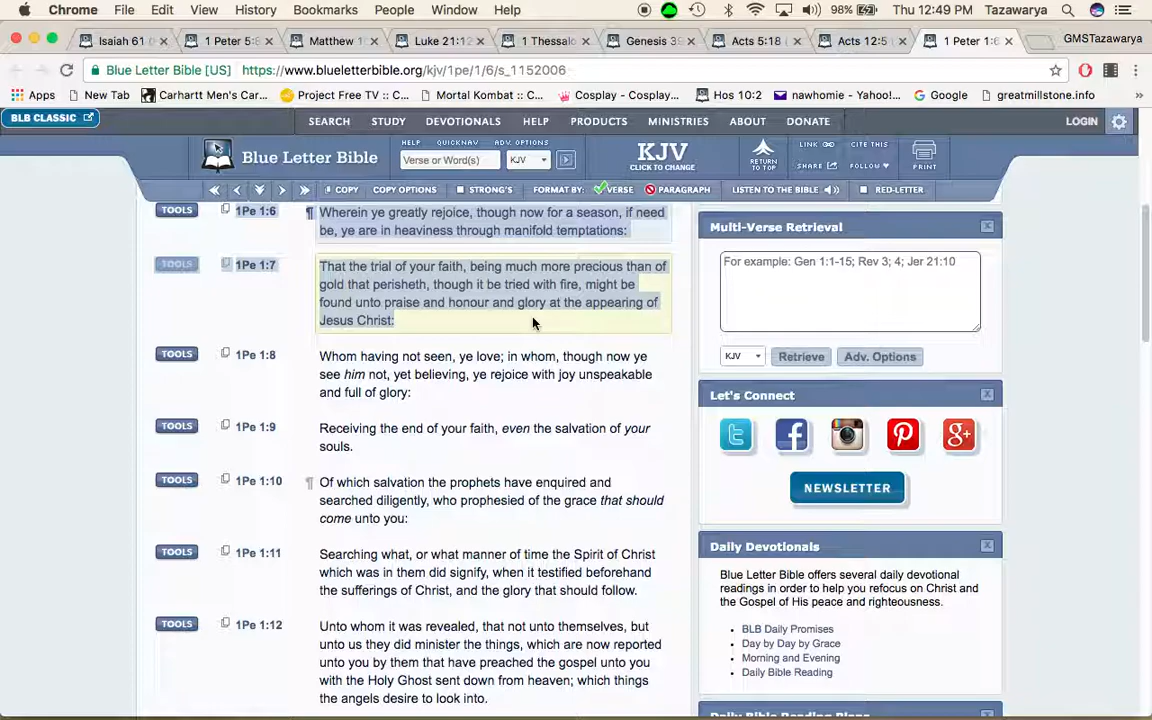 Chrome File Edit View History Bookmarks People Window Help 98% Thu 12:49 PM Tazawarya
Isaiah 61 1 Peter 5:8 Matthew 1 Luke 21:12 1 Thessalo Genesis 39 Acts 5:18 Acts 12:5 1 Peter 1:6 GMSTazawarya
Blue Letter Bible [US] https://www.blueletterbible.org/kjv/1pe/1/6/s_1152006
Apps New Tab Carhartt Men's Car... Project Free TV :: C... Mortal Kombat :: C... Cosplay - Cosplay... Hos 10:2 nawhomie - Yahoo!... Google greatmillstone.info »
BLB CLASSIC
SEARCH STUDY DEVOTIONALS HELP PRODUCTS MINISTRIES ABOUT DONATE LOGIN
Blue Letter Bible
HEBREWS
QUICKNAV ADV. OPTIONS
Verse or Word(s) KJV
KJV
CLICK TO CHANGE
RETURN
TO TOP
LINK CITE THIS
SHARE FOLLOW
PRINT
COPY COPY OPTIONS STRONG'S FORMAT BY: VERSE PARAGRAPH LISTEN TO THE BIBLE RED-LETTER
TOOLS 1Pe 1:6 ¶ Wherein ye greatly rejoice, though now for a season, if need
be, ye are in heaviness through manifold temptations:
TOOLS 1Pe 1:7 That the trial of your faith, being much more precious than of
gold that perisheth, though it be tried with fire, might be
found unto praise and honour and glory at the appearing of
Jesus Christ:
TOOLS 1Pe 1:8 Whom having not seen, ye love; in whom, though now ye
see him not, yet believing, ye rejoice with joy unspeakable
and full of glory:
TOOLS 1Pe 1:9 Receiving the end of your faith, even the salvation of your
souls.
TOOLS 1Pe 1:10 ¶ Of which salvation the prophets have enquired and
searched diligently, who prophesied of the grace that should
come unto you:
TOOLS 1Pe 1:11 Searching what, or what manner of time the Spirit of Christ
which was in them did signify, when it testified beforehand
the sufferings of Christ, and the glory that should follow.
TOOLS 1Pe 1:12 Unto whom it was revealed, that not unto themselves, but
unto us they did minister the things, which are now reported
unto you by them that have preached the gospel unto you
with the Holy Ghost sent down from heaven; which things
the angels desire to look into.
Multi-Verse Retrieval
For example: Gen 1:1-15; Rev 3; 4; Jer 21:10
KJV Retrieve Adv. Options
Let's Connect
NEWSLETTER
Daily Devotionals
Blue Letter Bible offers several daily devotional
readings in order to help you refocus on Christ and
the Gospel of His peace and righteousness.
BLB Daily Promises
Day by Day by Grace
Morning and Evening
Daily Bible Reading
Daily Bible Reading Plans